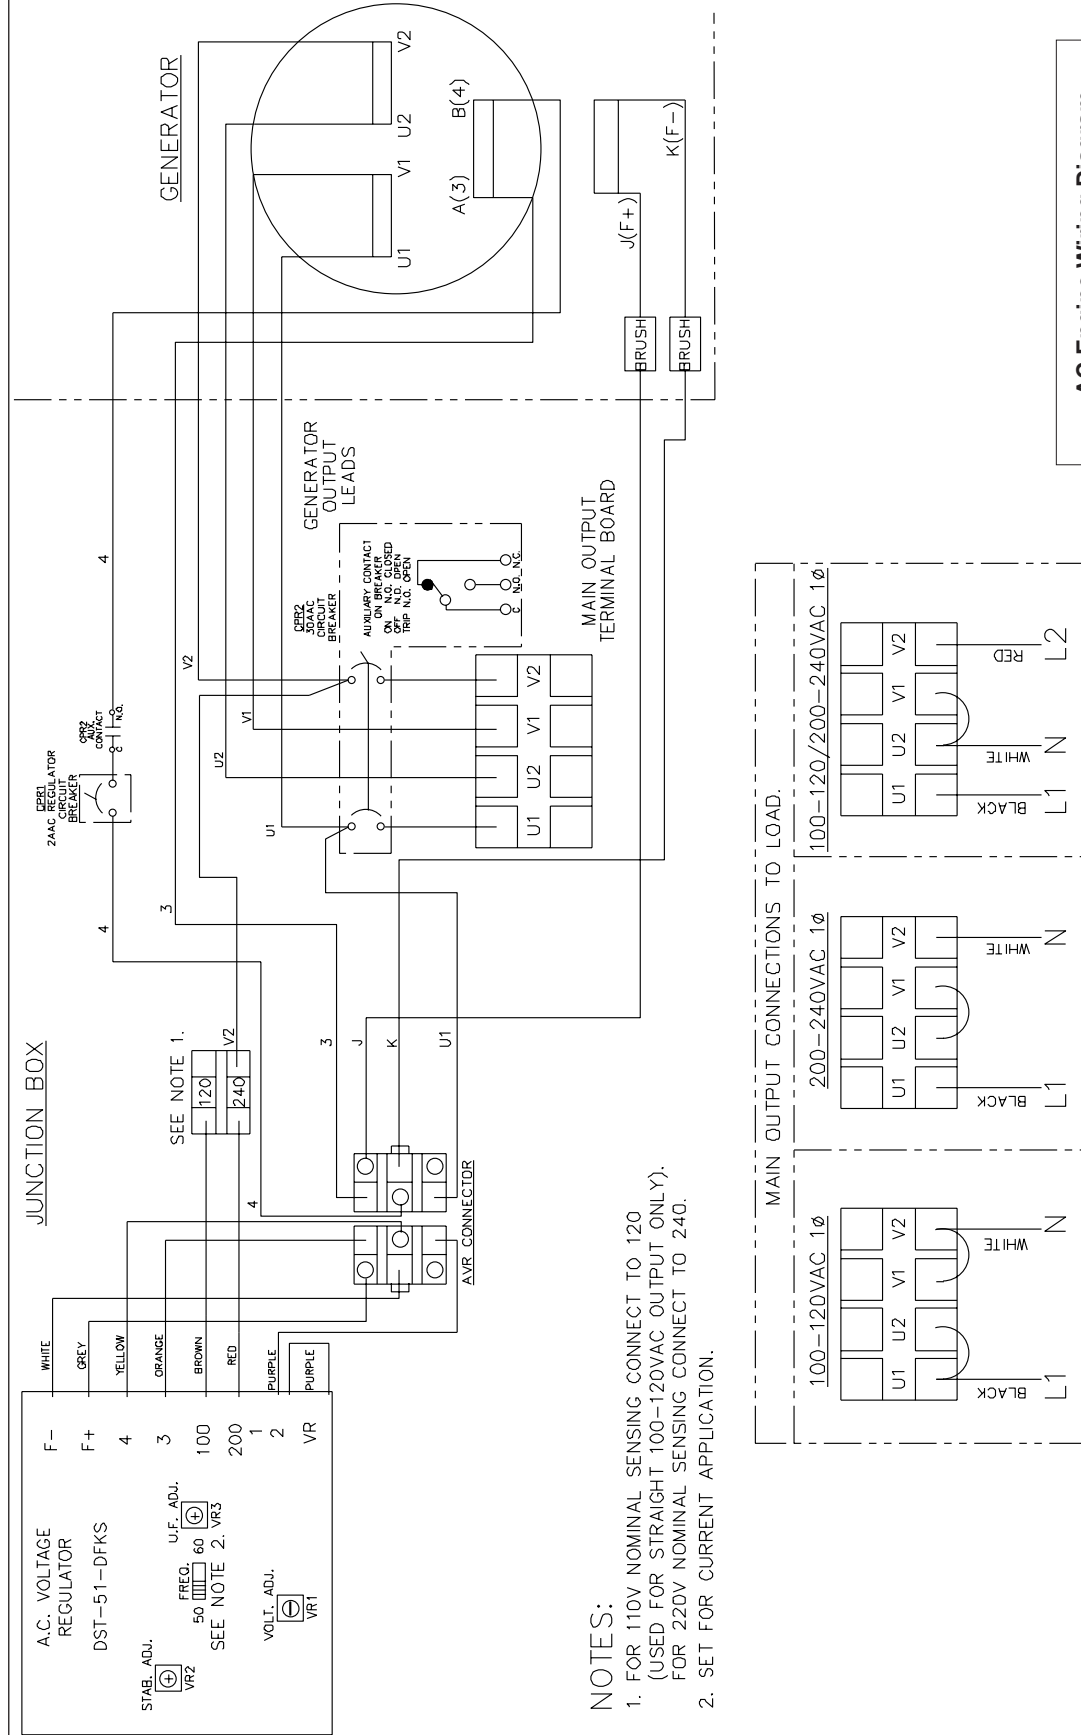 JUNCTION BOX
GENERATOR
A.C. VOLTAGE
REGULATOR
DST-51-DFKS
STAB. ADJ.
VR2
FREQ.
50
60
U.F. ADJ.
VR3
SEE NOTE 2.
VOLT. ADJ.
VR1
F-
F+
4
3
100
200
1
2
VR
WHITE
GREY
YELLOW
ORANGE
BROWN
RED
PURPLE
PURPLE
SEE NOTE 1.
120
240
V2
4
3
J
K
U1
AVR CONNECTOR
4
3
CPR1
2AAC REGULATOR
CIRCUIT
BREAKER
CPR2
AUX.
CONTACT
C
N.O.
4
V2
V1
U2
U1
CPR2
30AAC
CIRCUIT
BREAKER
GENERATOR
OUTPUT
LEADS
AUXILIARY CONTACT
ON BREAKER
ON N.O. CLOSED
OFF N.O. OPEN
TRIP N.O. OPEN
C
N.O.
N.C.
MAIN OUTPUT
TERMINAL BOARD
U1
U2
V1
V2
U1
V1
U2
V2
A(3)
B(4)
J(F+)
K(F-)
BRUSH
BRUSH
NOTES:
1. FOR 110V NOMINAL SENSING CONNECT TO 120
(USED FOR STRAIGHT 100-120VAC OUTPUT ONLY).
FOR 220V NOMINAL SENSING CONNECT TO 240.
2. SET FOR CURRENT APPLICATION.
MAIN OUTPUT CONNECTIONS TO LOAD.
100-120VAC 1Ø
U1
U2
V1
V2
BLACK
WHITE
L1
N
200-240VAC 1Ø
U1
U2
V1
V2
BLACK
WHITE
L1
N
100-120/200-240VAC 1Ø
U1
U2
V1
V2
BLACK
WHITE
RED
L1
N
L2